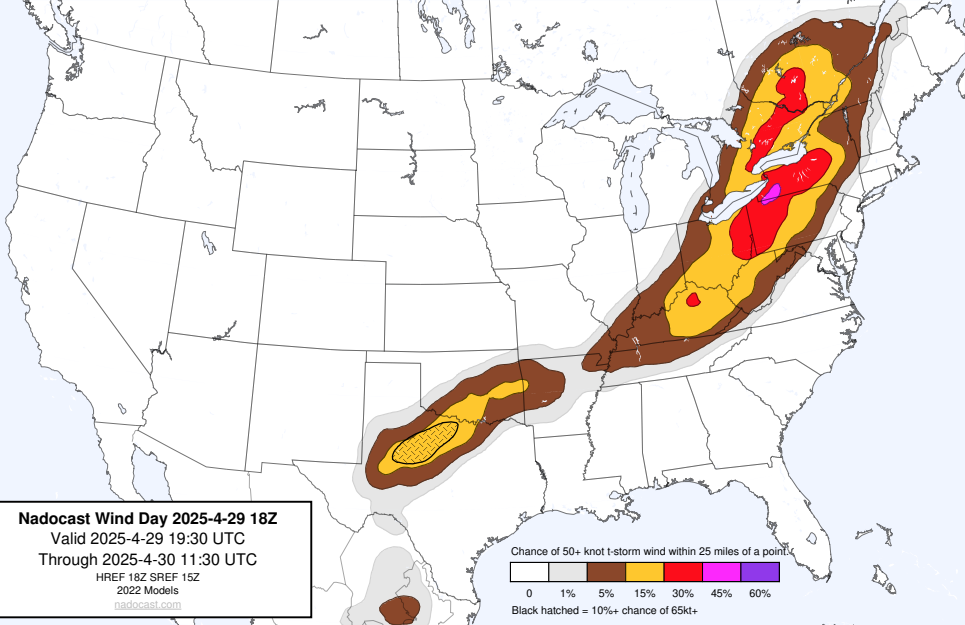 Nadocast Wind Day 2025-4-29 18Z
Valid 2025-4-29 19:30 UTC
Through 2025-4-30 11:30 UTC
HREF 18Z SREF 15Z
2022 Models
nadocast.com
Chance of 50+ knot t-storm wind within 25 miles of a point.
0 1% 5% 15% 30% 45% 60%
Black hatched = 10%+ chance of 65kt+